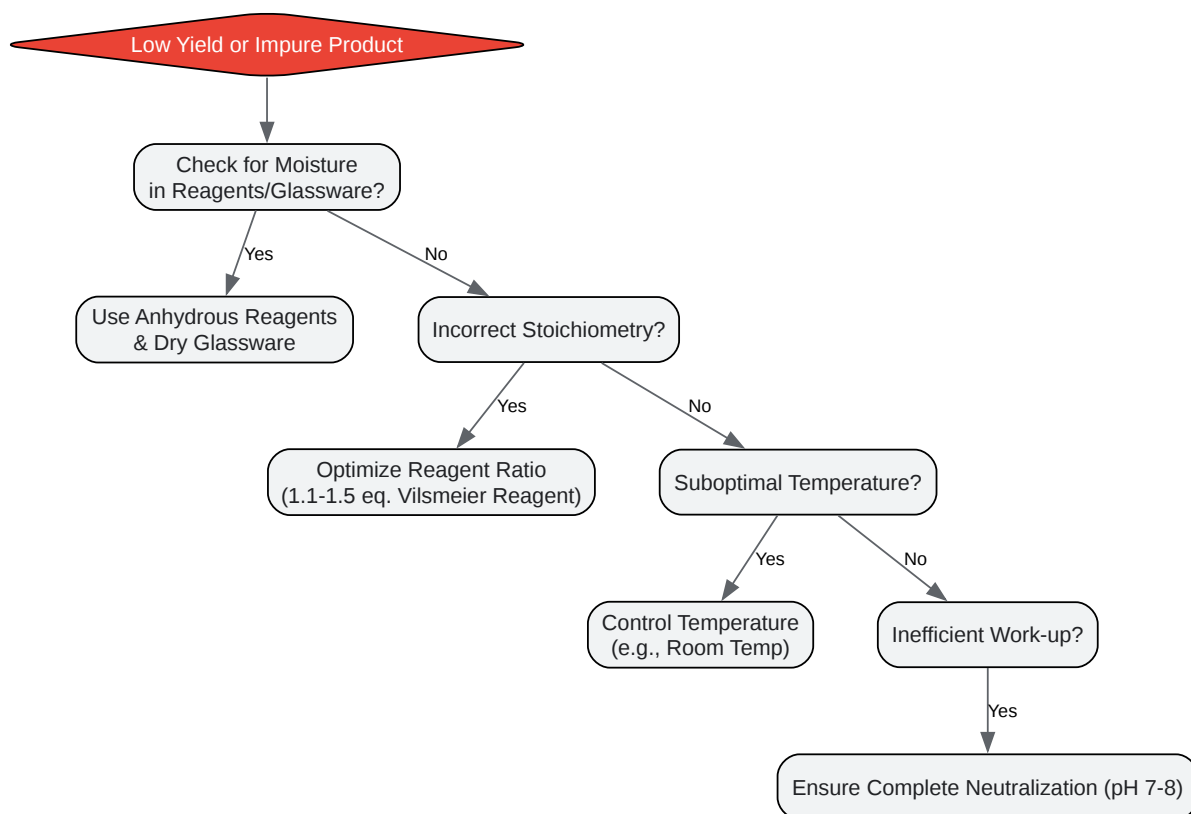 Low Yield or Impure Product
Check for Moisture
in Reagents/Glassware?
Yes
No
Use Anhydrous Reagents
& Dry Glassware
Incorrect Stoichiometry?
Yes
No
Optimize Reagent Ratio
(1.1-1.5 eq. Vilsmeier Reagent)
Suboptimal Temperature?
Yes
No
Control Temperature
(e.g., Room Temp)
Inefficient Work-up?
Yes
Ensure Complete Neutralization (pH 7-8)